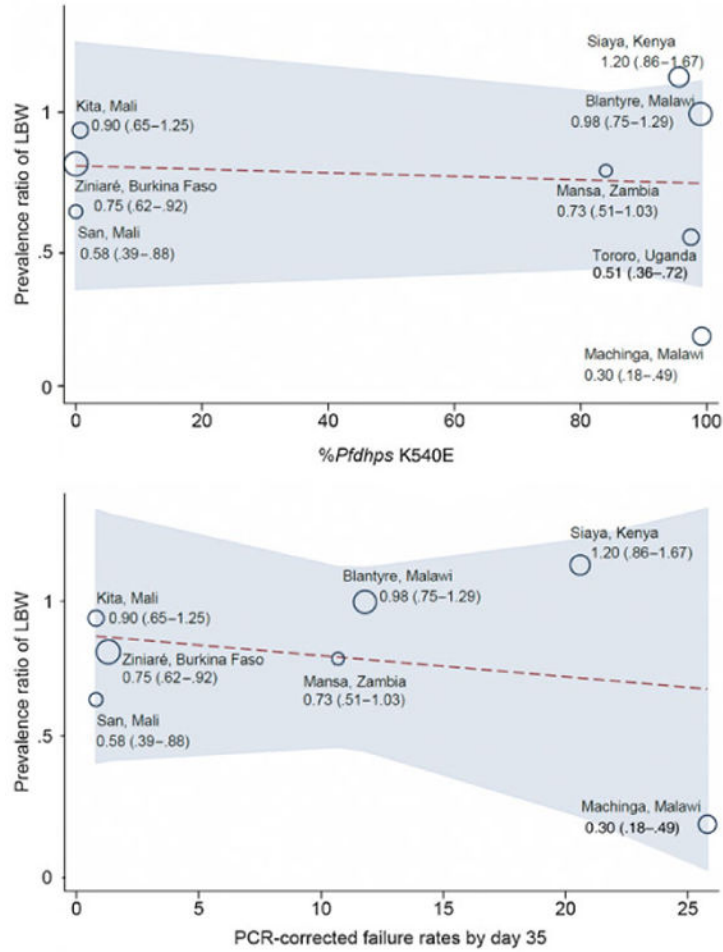 Siaya, Kenya
1.20 (.86–1.67)
Kita, Mali
0.90 (.65–1.25)
Blantyre, Malawi
0.98 (.75–1.29)
1
Ziniaré, Burkina Faso
0.75 (.62–.92)
Mansa, Zambia
0.73 (.51–1.03)
San, Mali
0.58 (.39–.88)
Tororo, Uganda
0.51 (.36–.72)
.5
Machinga, Malawi
0.30 (.18–.49)
0
Prevalence ratio of LBW
0 20 40 60 80 100
%Pfdhps K540E
Siaya, Kenya
1.20 (.86–1.67)
Blantyre, Malawi
0.98 (.75–1.29)
Kita, Mali
0.90 (.65–1.25)
1
Ziniaré, Burkina Faso
0.75 (.62–.92)
Mansa, Zambia
0.73 (.51–1.03)
San, Mali
0.58 (.39–.88)
.5
Machinga, Malawi
0.30 (.18–.49)
0
Prevalence ratio of LBW
0 5 10 15 20 25
PCR-corrected failure rates by day 35